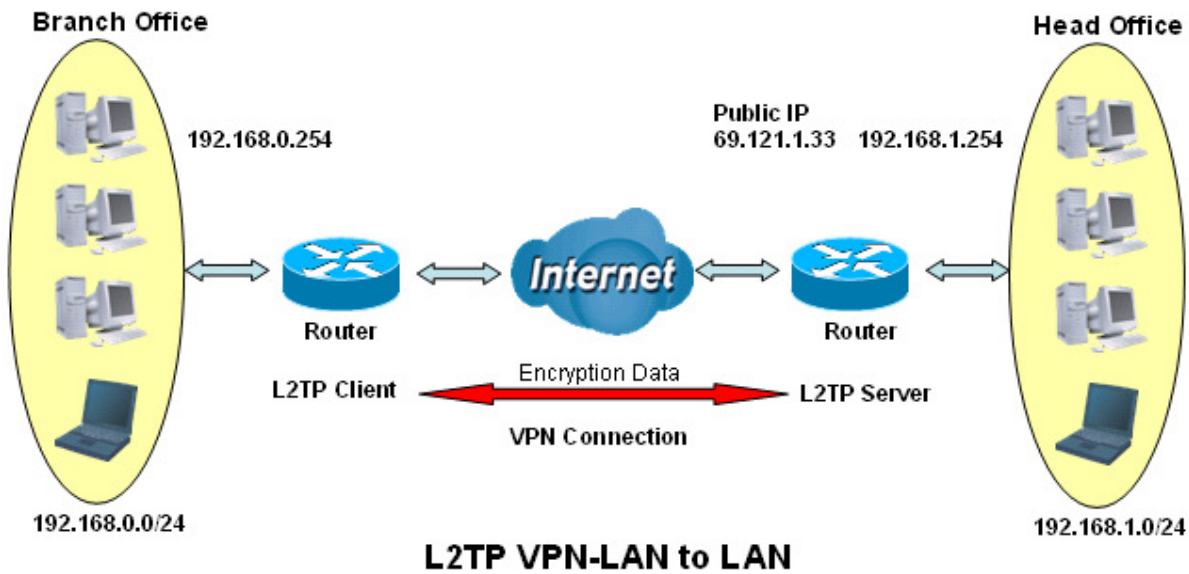 Branch Office
Head Office
Public IP
192.168.0.254
69.121.1.33
192.168.1.254
Internet
Router
Router
L2TP Client
Encryption Data
L2TP Server
VPN Connection
192.168.0.0/24
192.168.1.0/24
L2TP VPN-LAN to LAN